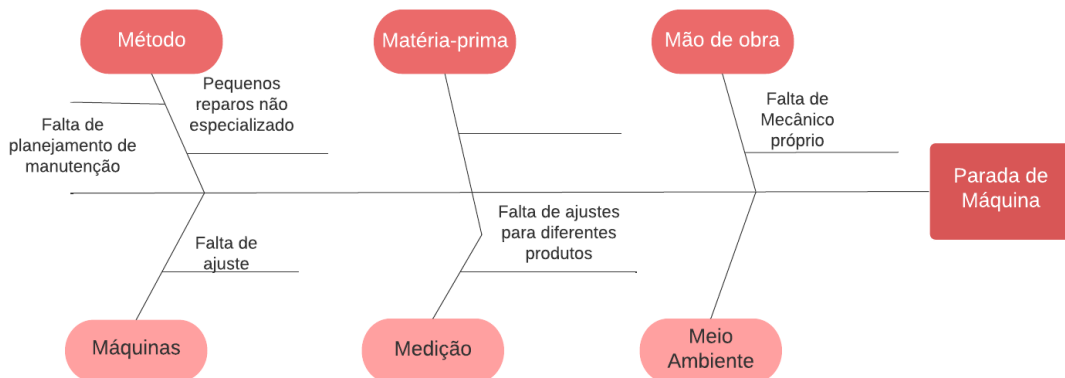 Método
Matéria-prima
Mão de obra
Pequenos
reparos não
especializado
Falta de
planejamento de
manutenção
Falta de
Mecânico
próprio
Parada de
Máquina
Falta de
ajuste
Falta de ajustes
para diferentes
produtos
Máquinas
Medição
Meio
Ambiente